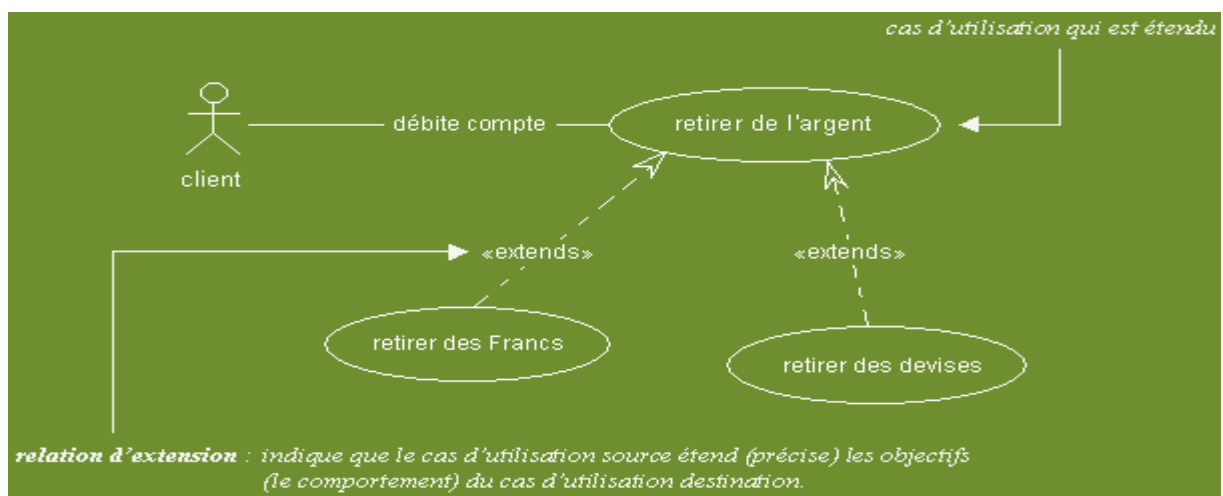 cas d'utilisation qui est étendu
débite compte
retirer de l'argent
client
«extends»
«extends»
retirer des Francs
retirer des devises
relation d'extension : indique que le cas d'utilisation source étend (précise) les objectifs
(le comportement) du cas d'utilisation destination.